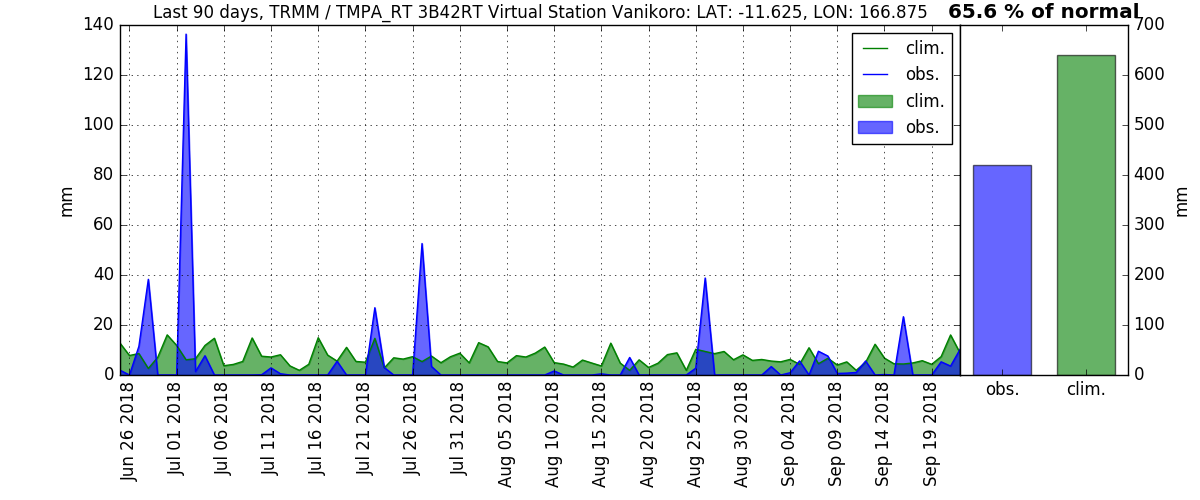 Last 90 days, TRMM / TMPA_RT 3B42RT Virtual Station Vanikoro: LAT: -11.625, LON: 166.875
65.6 % of normal
140
120
100
80
60
40
20
0
mm
clim.
obs.
clim.
obs.
700
600
500
400
300
200
100
0
mm
Jun 26 2018
Jul 01 2018
Jul 06 2018
Jul 11 2018
Jul 16 2018
Jul 21 2018
Jul 26 2018
Jul 31 2018
Aug 05 2018
Aug 10 2018
Aug 15 2018
Aug 20 2018
Aug 25 2018
Aug 30 2018
Sep 04 2018
Sep 09 2018
Sep 14 2018
Sep 19 2018
obs.
clim.